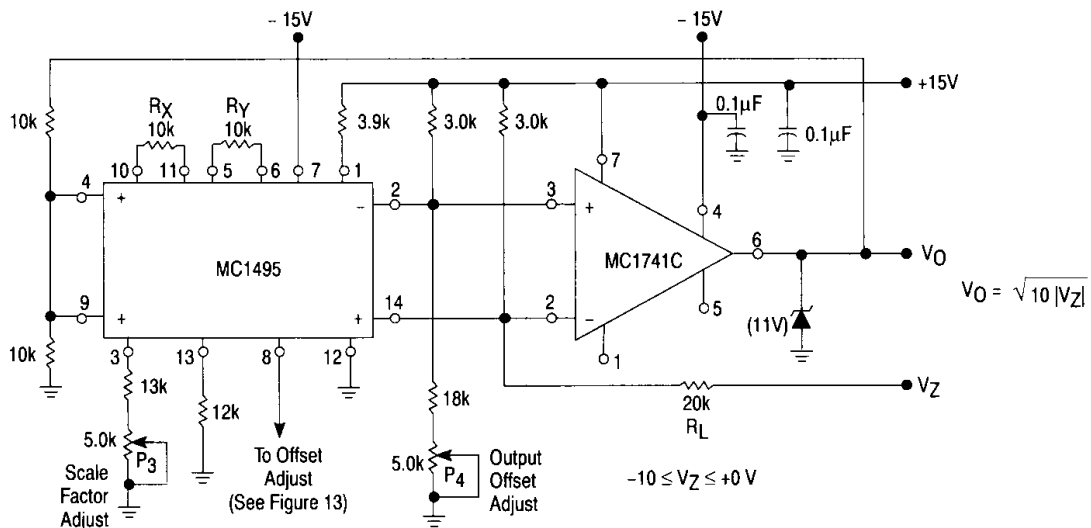 – 15V
– 15V
+15V
10k
RX
10k
RY
10k
3.9k
3.0k
3.0k
0.1µF
0.1µF
10
11
5
6
7
1
7
4
4
+
–
2
3
+
MC1495
MC1741C
6
VO
VO = √10 |VZ|
9
+
+
14
2
–
5
(11V)
10k
3
13
8
12
1
13k
12k
18k
20k
RL
VZ
5.0k
P3
To Offset
Adjust
(See Figure 13)
5.0k
P4
Output
Offset
Adjust
–10 ≤ VZ ≤ +0 V
Scale
Factor
Adjust